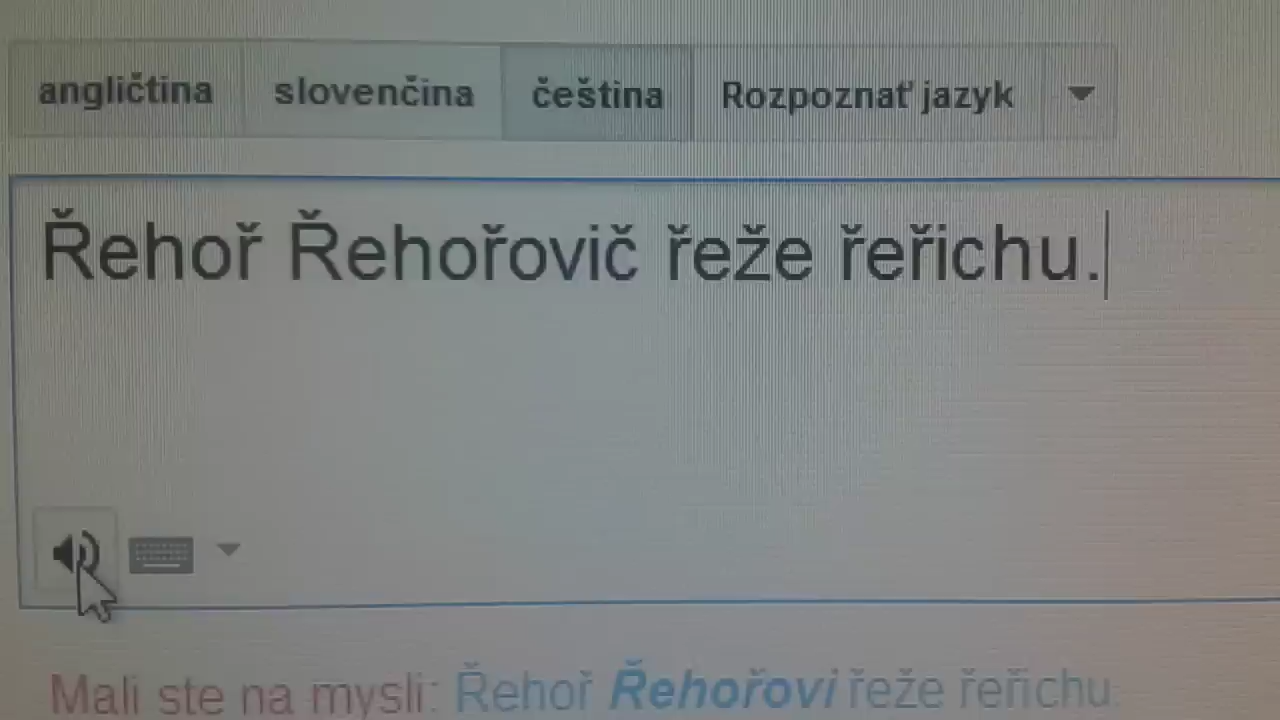 angličtina slovenčina čeština Rozpoznať jazyk
Řehoř Řehořovič řeže řeřichu.
Mali ste na mysli: Řehoř Řehořovi řeže řeřichu.